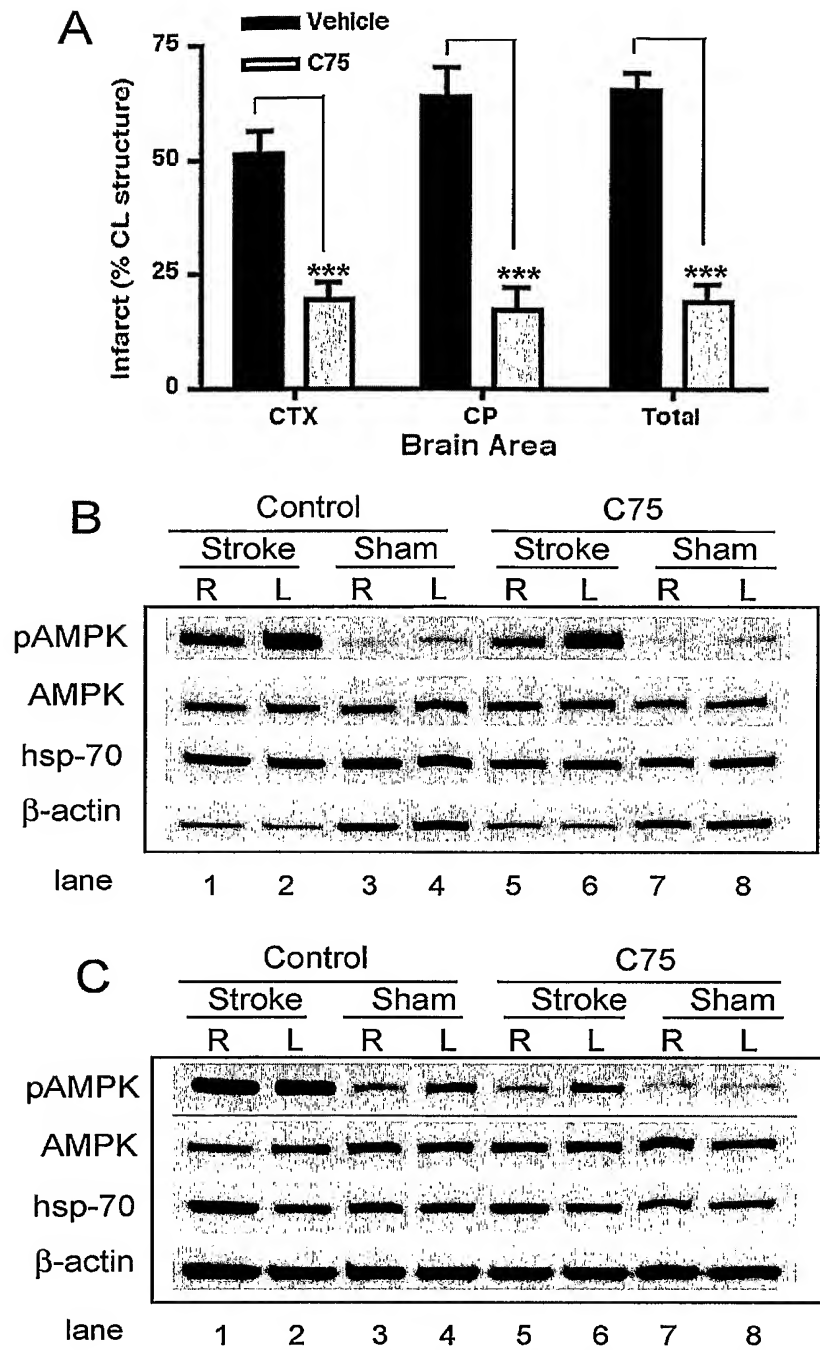 A
Vehicle
C75
75
50
25
0
Infarct (% CL structure)
***
***
***
CTX CP Total
Brain Area
B
Control C75
Stroke Sham Stroke Sham
R L R L R L R L
pAMPK
AMPK
hsp-70
β-actin
lane 1 2 3 4 5 6 7 8
C
Control C75
Stroke Sham Stroke Sham
R L R L R L R L
pAMPK
AMPK
hsp-70
β-actin
lane 1 2 3 4 5 6 7 8